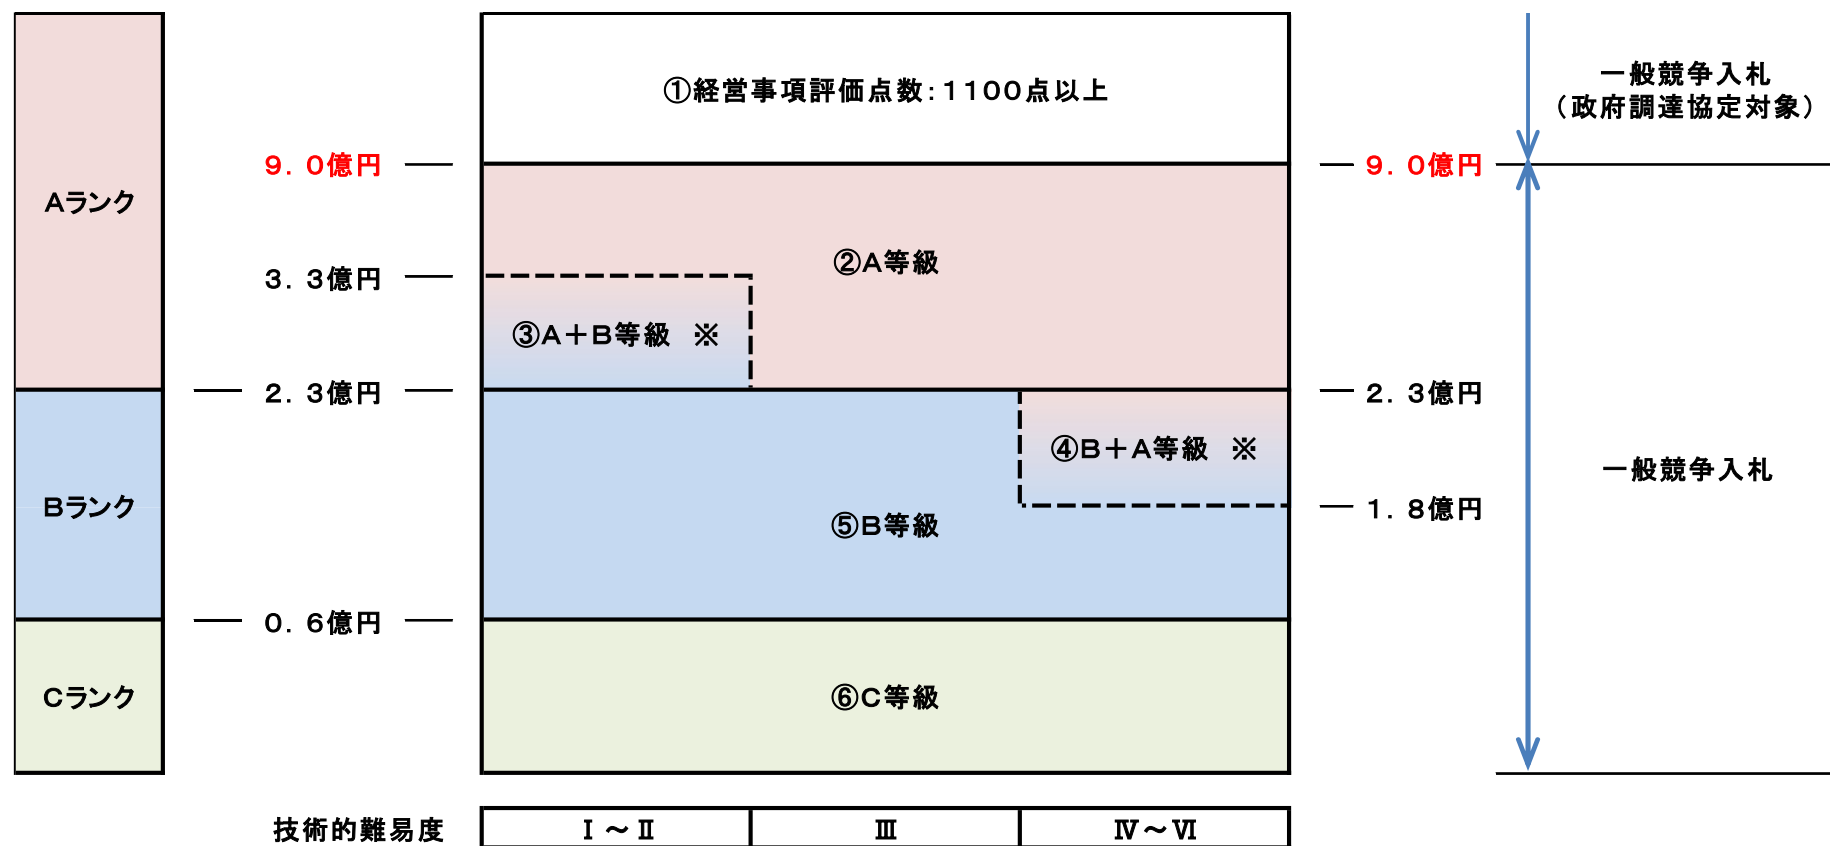 ①経営事項評価点数：１１００点以上
一般競争入札
（政府調達協定対象）
９．０億円
９．０億円
Aランク
②A等級
３．３億円
③A＋B等級　※
２．３億円
２．３億円
④B＋A等級　※
一般競争入札
Bランク
１．８億円
⑤B等級
０．６億円
Cランク
⑥C等級
技術的難易度
Ⅰ～Ⅱ
Ⅲ
Ⅳ～Ⅵ